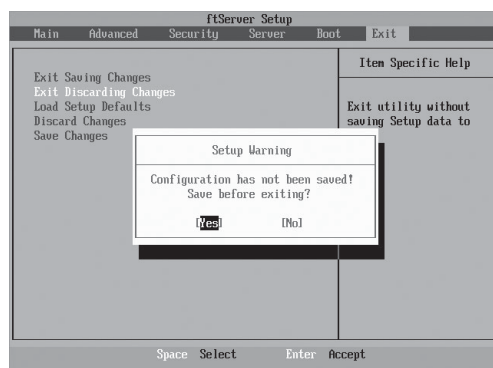 ftServer Setup
Main Advanced Security Server Boot Exit
Item Specific Help
Exit Saving Changes
Exit Discarding Changes
Load Setup Defaults
Discard Changes
Save Changes
Exit utility without
saving Setup data to
Setup Warning
Configuration has not been saved!
Save before exiting?
[Yes] [No]
Space Select Enter Accept